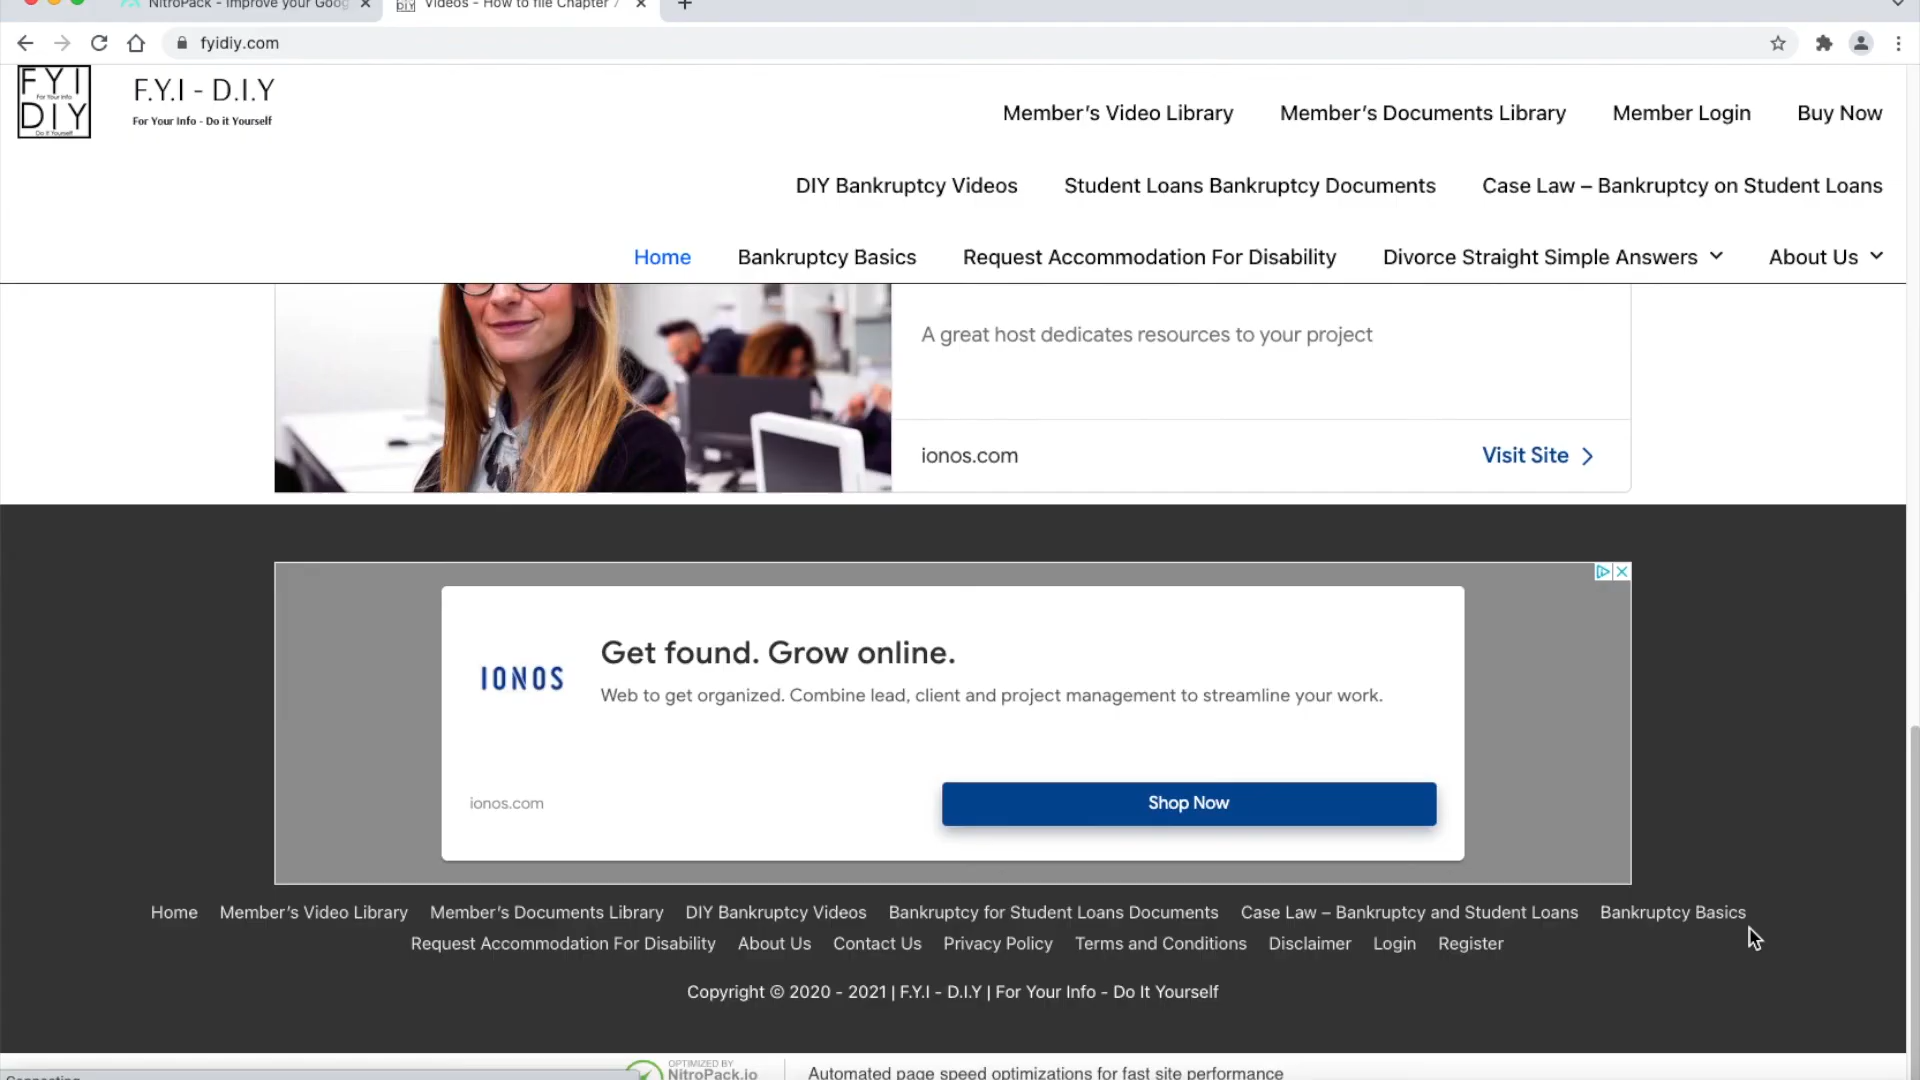 NitroPack - Improve your Goog
Videos - How to file Chapter 7
fyidiy.com
FYI
For Your Info
DIY
Do It Yourself
F.Y.I - D.I.Y
For Your Info - Do it Yourself
Member’s Video Library Member’s Documents Library Member Login Buy Now
DIY Bankruptcy Videos Student Loans Bankruptcy Documents Case Law – Bankruptcy on Student Loans
Home Bankruptcy Basics Request Accommodation For Disability Divorce Straight Simple Answers About Us
A great host dedicates resources to your project
ionos.com Visit Site
Get found. Grow online.
IONOS
Web to get organized. Combine lead, client and project management to streamline your work.
ionos.com Shop Now
Home Member’s Video Library Member’s Documents Library DIY Bankruptcy Videos Bankruptcy for Student Loans Documents Case Law – Bankruptcy and Student Loans Bankruptcy Basics
Request Accommodation For Disability About Us Contact Us Privacy Policy Terms and Conditions Disclaimer Login Register
Copyright © 2020 - 2021 | F.Y.I - D.I.Y | For Your Info - Do It Yourself
OPTIMIZED BY
NitroPack.io Automated page speed optimizations for fast site performance